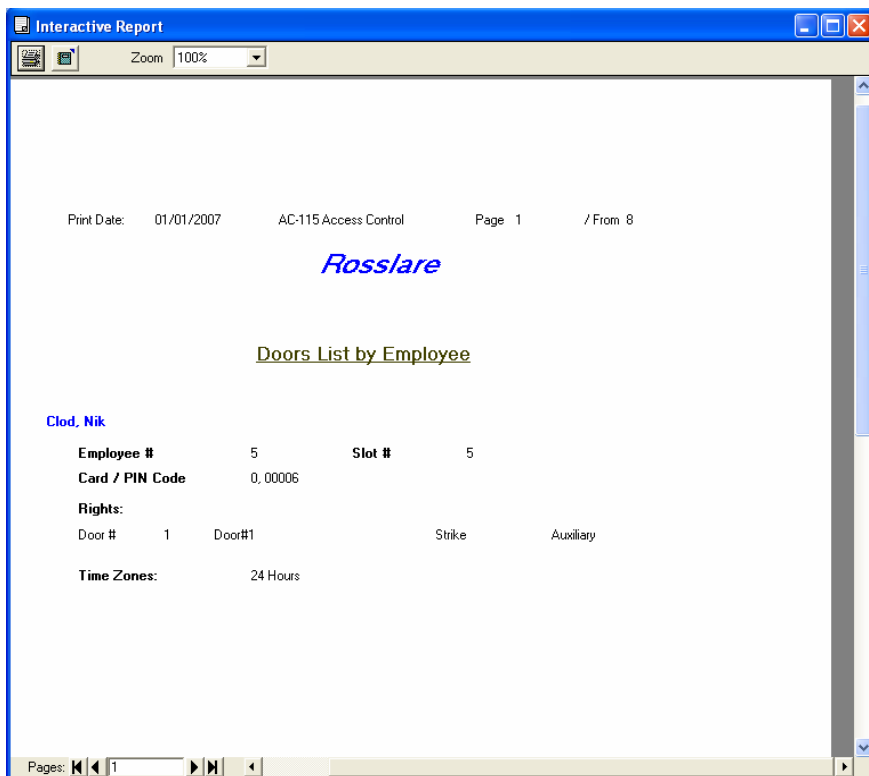 Interactive Report
Zoom 100%
Print Date: 01/01/2007 AC-115 Access Control Page 1 / From 8
Rosslare
Doors List by Employee
Clod, Nik
Employee # 5 Slot # 5
Card / PIN Code 0, 00006
Rights:
Door # 1 Door#1 Strike Auxiliary
Time Zones: 24 Hours
Pages: 1